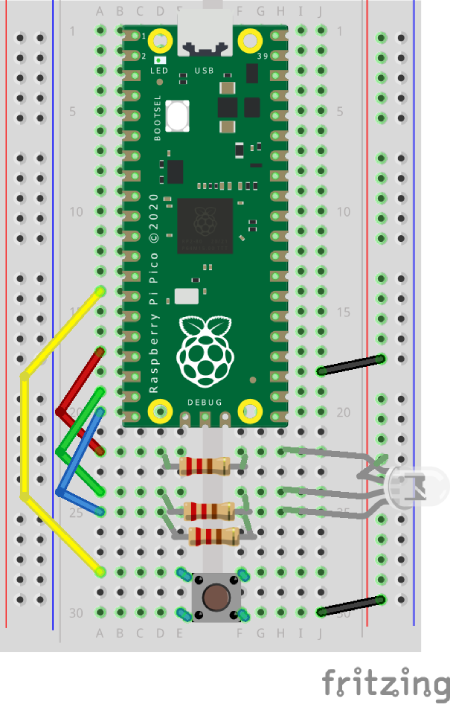 A B C D E F G H I J
1 1
1
2 39
LED USB
BOOTSEL
5 5
10 10
Raspberry Pi Pico ©2020
15 15
DEBUG
20 20
25 25
30 30
A B C D E F G H I J
fritzing